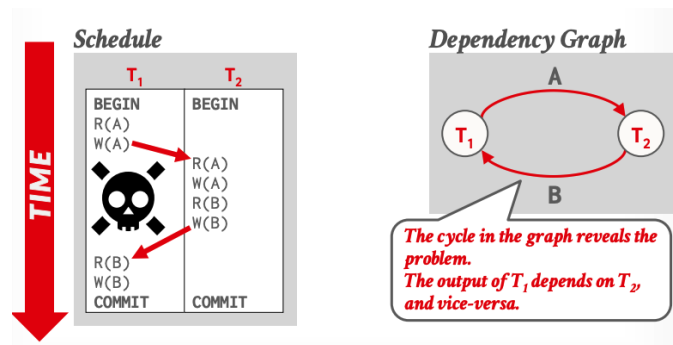 Schedule
T1 T2
BEGIN BEGIN
R(A)
W(A)
R(A)
W(A)
R(B)
W(B)
R(B)
W(B)
COMMIT COMMIT
TIME
Dependency Graph
A
T1 T2
B
The cycle in the graph reveals the
problem.
The output of T1 depends on T2,
and vice-versa.